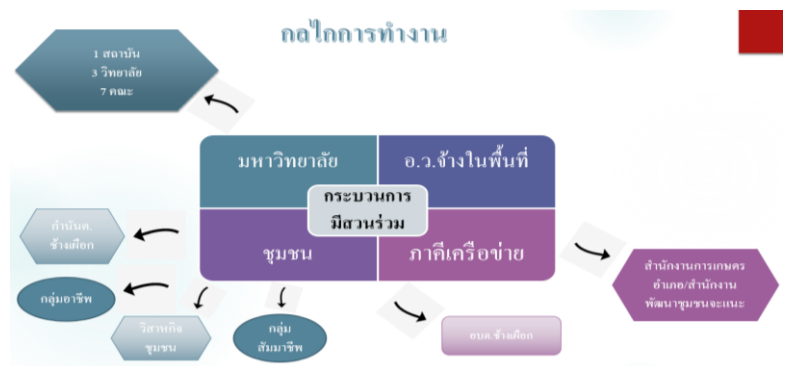 กลไกการทำงาน
1 สถาบัน
3 วิทยาลัย
7 คณะ
มหาวิทยาลัย
อ.ว.จ้างในพื้นที่
กระบวนการ
มีส่วนร่วม
ชุมชน
ภาคีเครือข่าย
กำนันต.
ช้างเผือก
กลุ่มอาชีพ
วิสาหกิจ
ชุมชน
กลุ่ม
สัมมาชีพ
อบต.ช้างเผือก
สำนักงานการเกษตร
อำเภอ/สำนักงาน
พัฒนาชุมชนจะแนะ